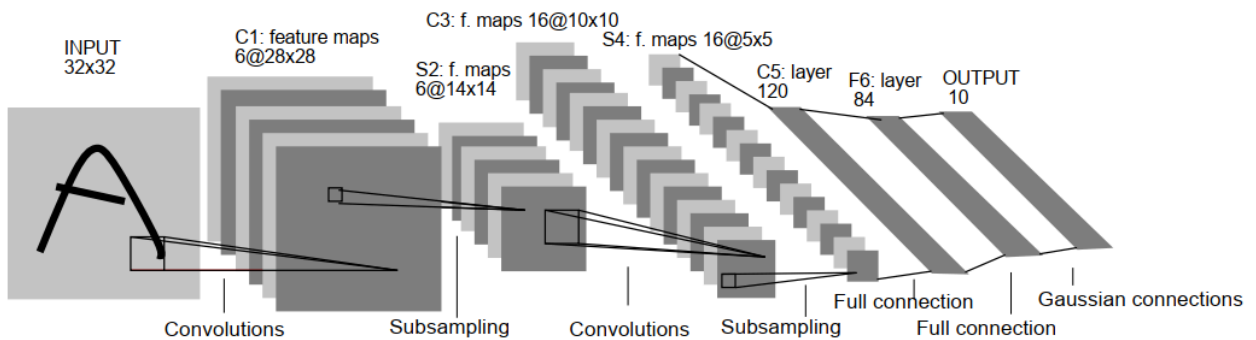 INPUT
32x32
C1: feature maps
6@28x28
S2: f. maps
6@14x14
C3: f. maps 16@10x10
S4: f. maps 16@5x5
C5: layer
120
F6: layer
84
OUTPUT
10
Convolutions
Subsampling
Convolutions
Subsampling
Full connection
Full connection
Gaussian connections
A